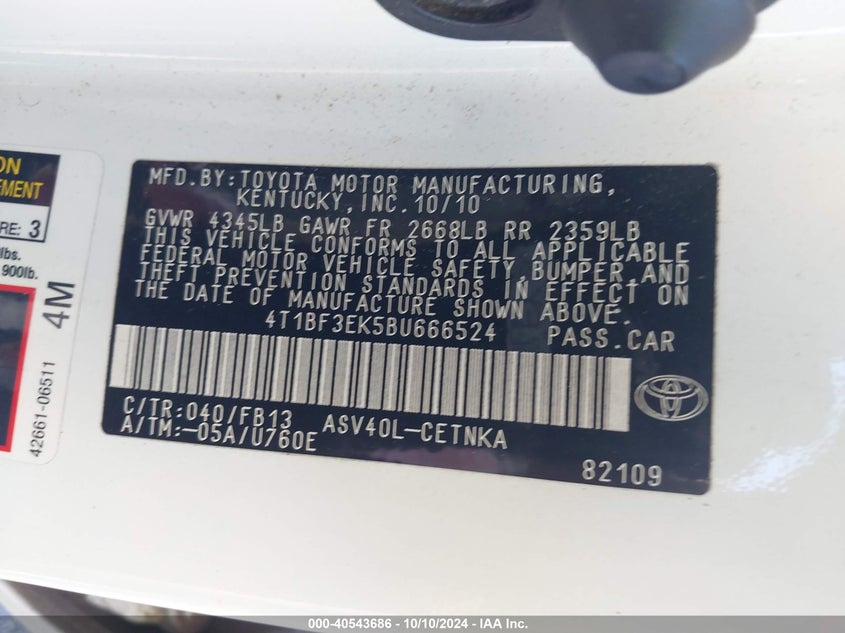 ON
EMENT
RE: 3
lbs.
900lb.
4M
42661-06511
MFD.BY:TOYOTA MOTOR MANUFACTURING,
KENTUCKY, INC. 10/10
GVWR 4345LB GAWR FR 2668LB RR 2359LB
THIS VEHICLE CONFORMS TO ALL APPLICABLE
FEDERAL MOTOR VEHICLE SAFETY, BUMPER AND
THEFT PREVENTION STANDARDS IN EFFECT ON
THE DATE OF MANUFACTURE SHOWN ABOVE.
4T1BF3EK5BU666524 PASS.CAR
C/TR:040/FB13 ASV40L-CETNKA
A/TM:-05A/U760E
82109
000-40543686 - 10/10/2024 - IAA Inc.